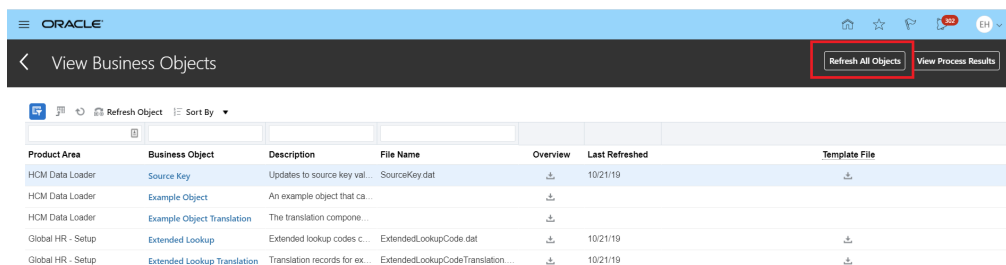 ORACLE
302
EH
View Business Objects
Refresh All Objects
View Process Results
Refresh Object Sort By
Product Area Business Object Description File Name Overview Last Refreshed Template File
HCM Data Loader Source Key Updates to source key val... SourceKey.dat 10/21/19
HCM Data Loader Example Object An example object that ca...
HCM Data Loader Example Object Translation The translation compone...
Global HR - Setup Extended Lookup Extended lookup codes c... ExtendedLookupCode.dat 10/21/19
Global HR - Setup Extended Lookup Translation Translation records for ex... ExtendedLookupCodeTranslation.... 10/21/19